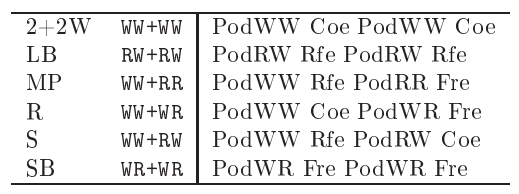 2+2W WW+WW PodWW Coe PodWW Coe
LB RW+RW PodRW Rfe PodRW Rfe
MP WW+RR PodWW Rfe PodRR Fre
R WW+WR PodWW Coe PodWR Fre
S WW+RW PodWW Rfe PodRW Coe
SB WR+WR PodWR Fre PodWR Fre